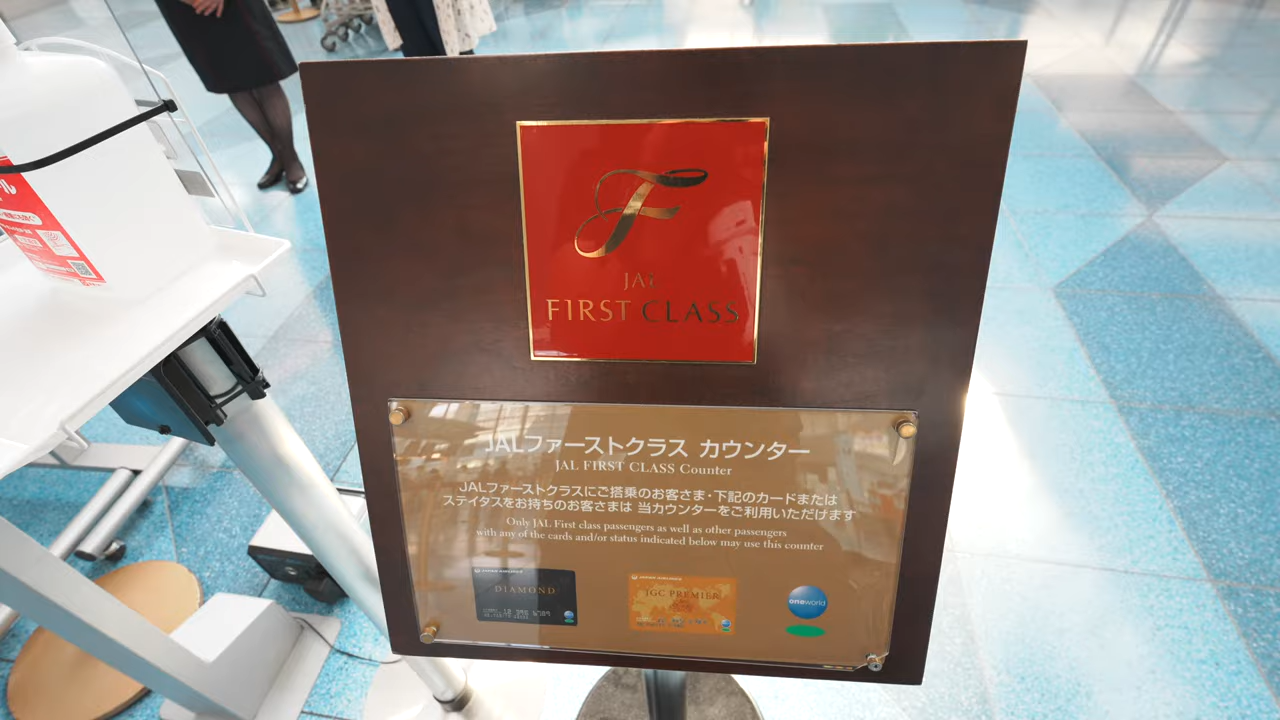 JAL
FIRST CLASS
JALファーストクラス カウンター
JAL FIRST CLASS Counter
JALファーストクラスにご搭乗のお客さま・下記のカードまたは
ステイタスをお持ちのお客さまは 当カウンターをご利用いただけます
Only JAL First class passengers as well as other passengers
with any of the cards and/or status indicated below may use this counter
DIAMOND
JGC PREMIER
oneworld